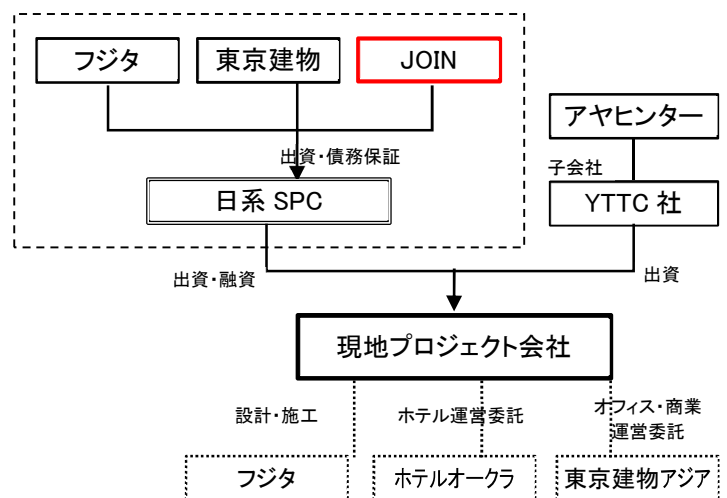 フジタ
東京建物
JOIN
アヤヒンター
出資・債務保証
子会社
日系 SPC
YTTC 社
出資・融資
出資
現地プロジェクト会社
設計・施工
ホテル運営委託
オフィス・商業
運営委託
フジタ
ホテルオークラ
東京建物アジア